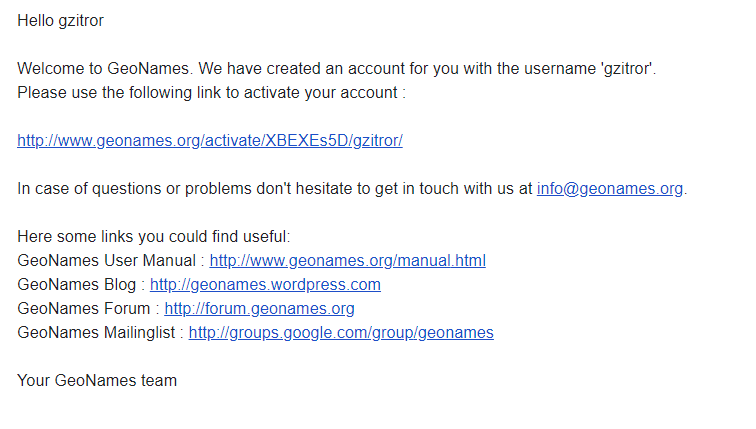 Hello gzitror
Welcome to GeoNames. We have created an account for you with the username 'gzitror'.
Please use the following link to activate your account :
http://www.geonames.org/activate/XBEXEs5D/gzitror/
In case of questions or problems don't hesitate to get in touch with us at info@geonames.org.
Here some links you could find useful:
GeoNames User Manual : http://www.geonames.org/manual.html
GeoNames Blog : http://geonames.wordpress.com
GeoNames Forum : http://forum.geonames.org
GeoNames Mailinglist : http://groups.google.com/group/geonames
Your GeoNames team